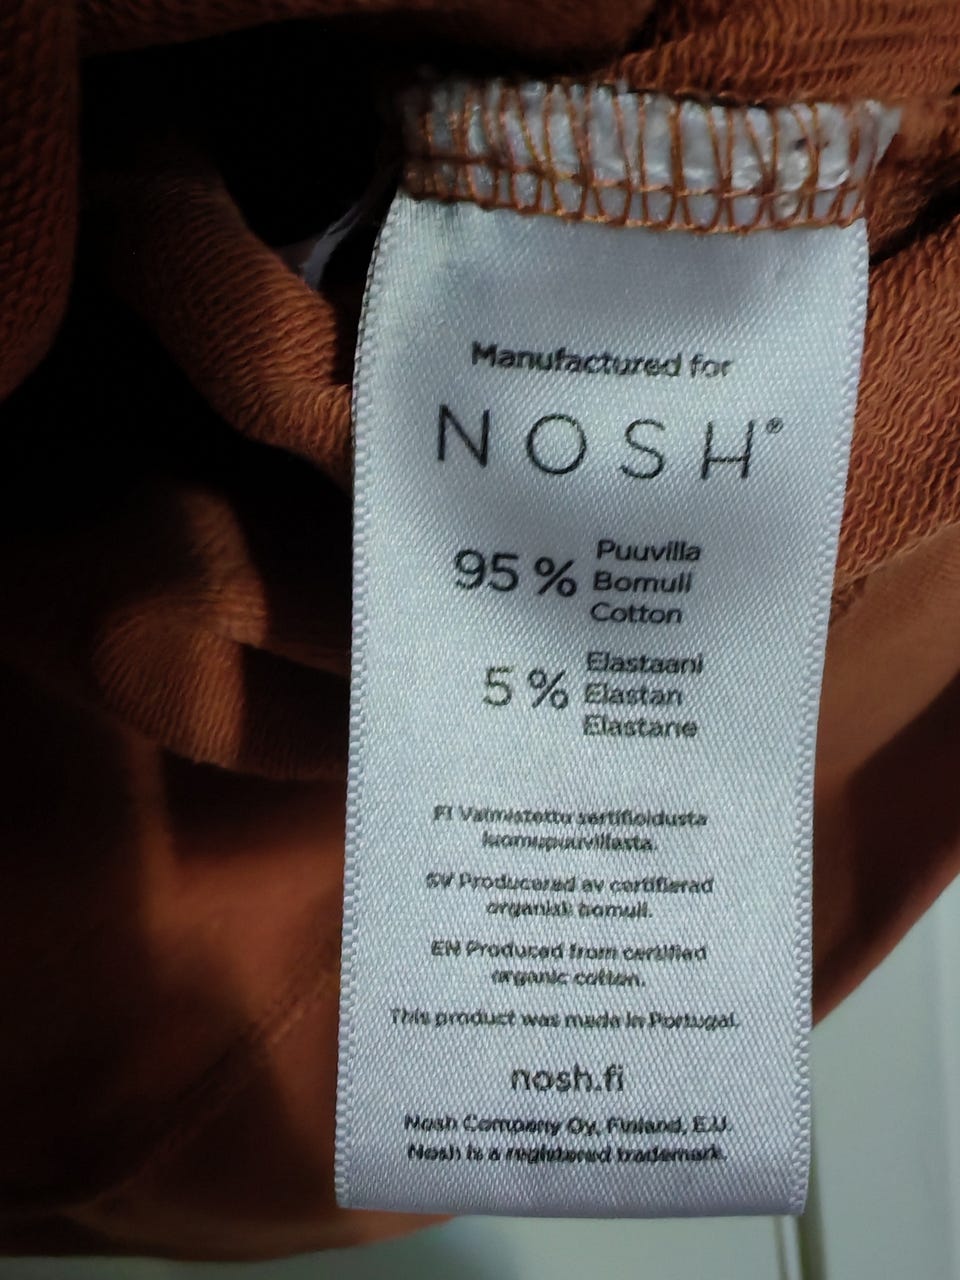 Manufactured for
NOSH®
95 % Puuvilla
Bomull
Cotton
5 % Elastaani
Elastan
Elastane
FI Valmistettu sertifioidusta
luomupuuvillasta.
SV Producerad av certifierad
organisk bomull.
EN Produced from certified
organic cotton.
This product was made in Portugal.
nosh.fi
Nosh Company Oy, Finland, E.U.
Nosh is a registered trademark.